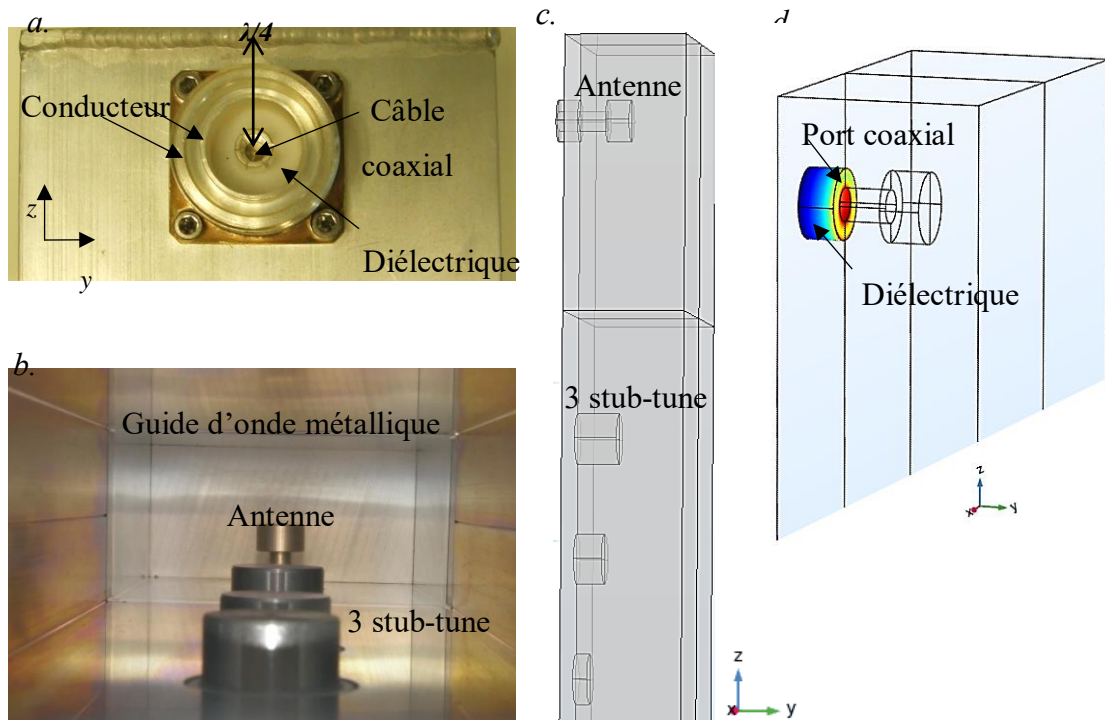 a.
λ/4
Conducteur
Câble
coaxial
Diélectrique
z
y
b.
Guide d'onde métallique
Antenne
3 stub-tune
c.
Antenne
3 stub-tune
z
x
y
d
Port coaxial
Diélectrique
z
x
y